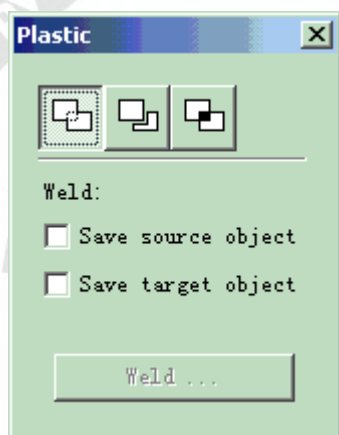 Plastic
Weld:
Save source object
Save target object
Weld ...